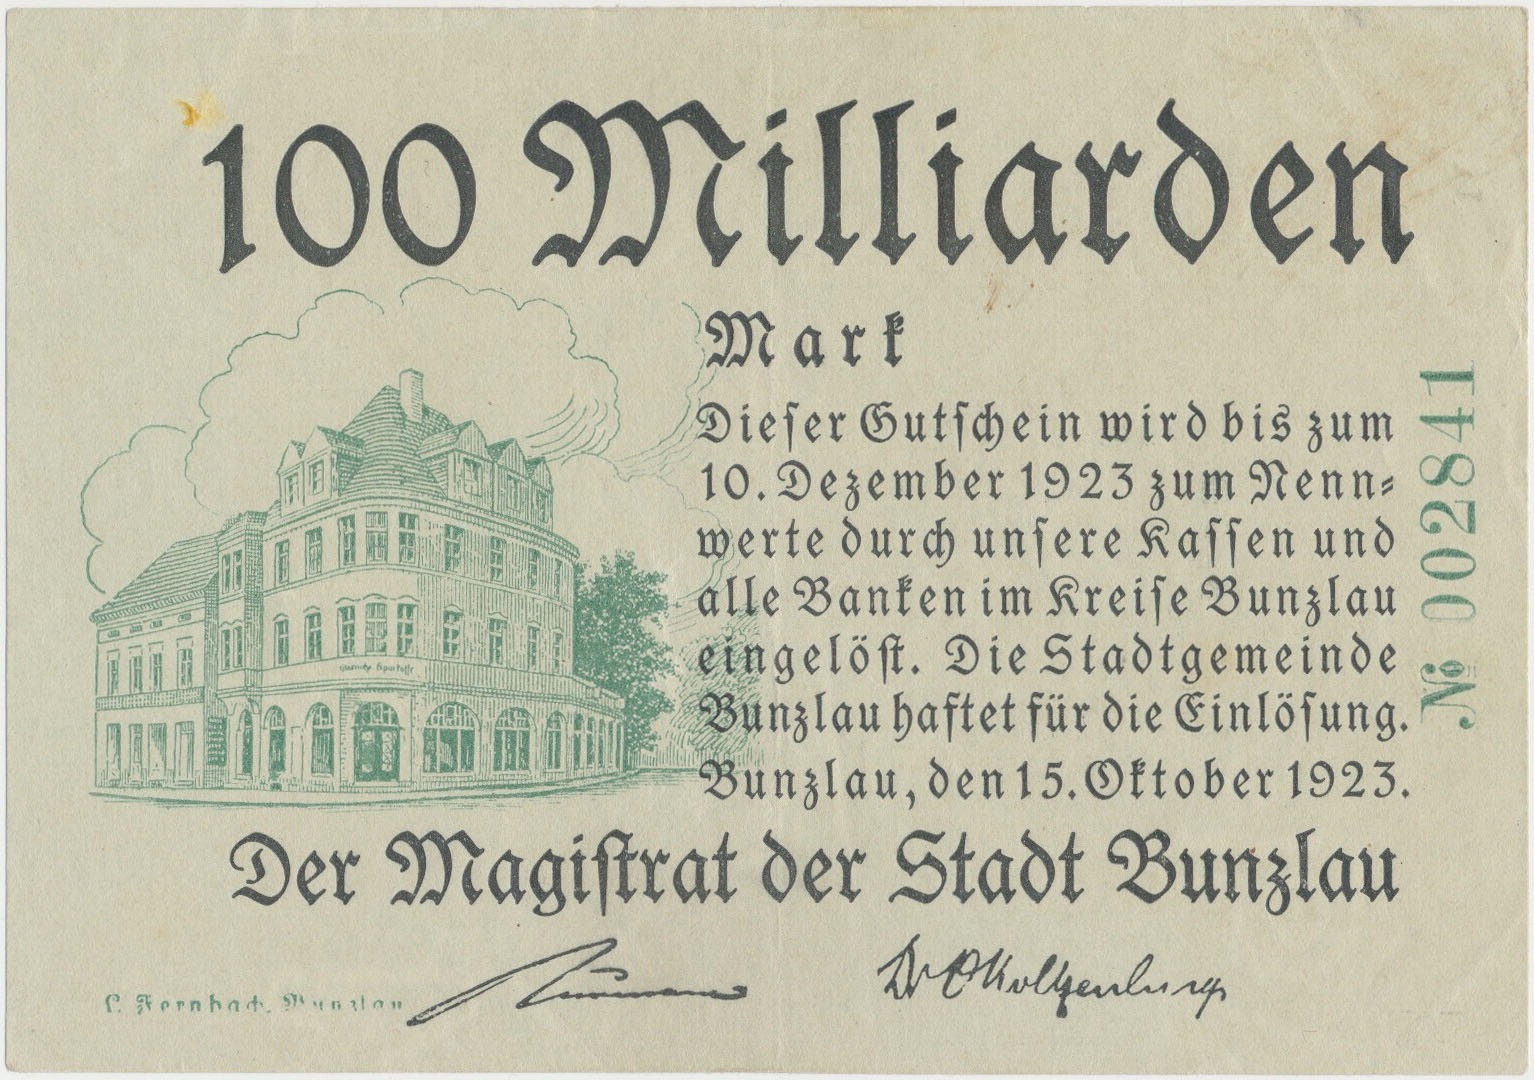 100 Milliarden
Mark
Dieser Gutschein wird bis zum
10. Dezember 1923 zum Nenn-
werte durch unsere Kassen und
alle Banken im Kreise Bunzlau
eingelöst. Die Stadtgemeinde
Bunzlau haftet für die Einlösung.
Bunzlau, den 15. Oktober 1923.
№ 002841
Der Magistrat der Stadt Bunzlau
L. Fernbach, Bunzlau